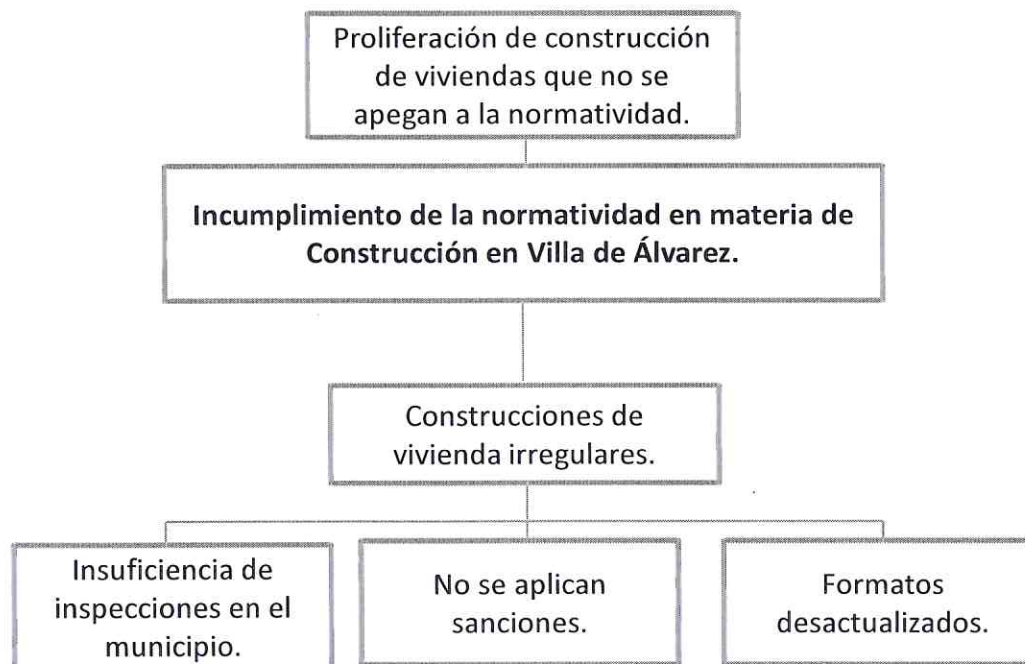 Proliferación de construcción
de viviendas que no se
apegan a la normatividad.
Incumplimiento de la normatividad en materia de
Construcción en Villa de Álvarez.
Construcciones de
vivienda irregulares.
Insuficiencia de
inspecciones en el
municipio.
No se aplican
sanciones.
Formatos
desactualizados.